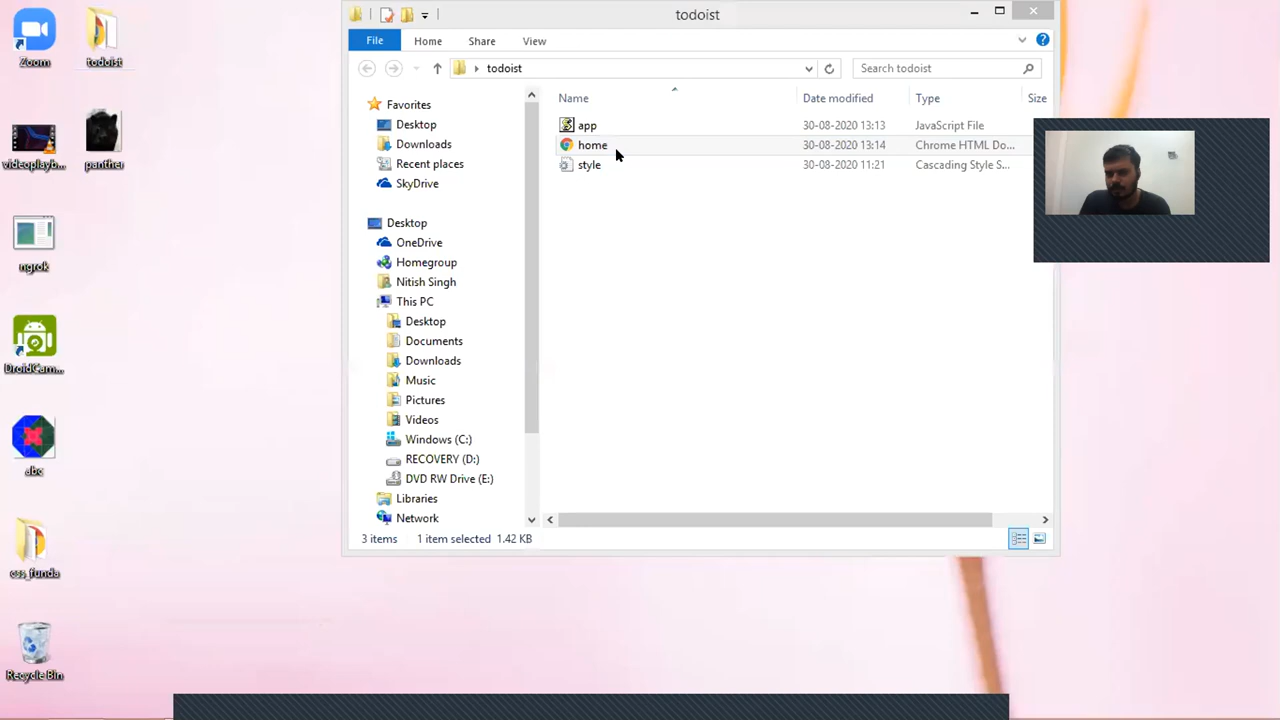 todoist
File
Home
Share
View
todoist
Search todoist
Name
Date modified
Type
Size
app
30-08-2020 13:13
JavaScript File
home
30-08-2020 13:14
Chrome HTML Do...
style
30-08-2020 11:21
Cascading Style S...
Favorites
Desktop
Downloads
Recent places
SkyDrive
Desktop
OneDrive
Homegroup
Nitish Singh
This PC
Desktop
Documents
Downloads
Music
Pictures
Videos
Windows (C:)
RECOVERY (D:)
DVD RW Drive (E:)
Libraries
Network
3 items
1 item selected
1.42 KB
Zoom
todoist
videoplayb...
panther
ngrok
DroidCam...
abc
css_funda
Recycle Bin